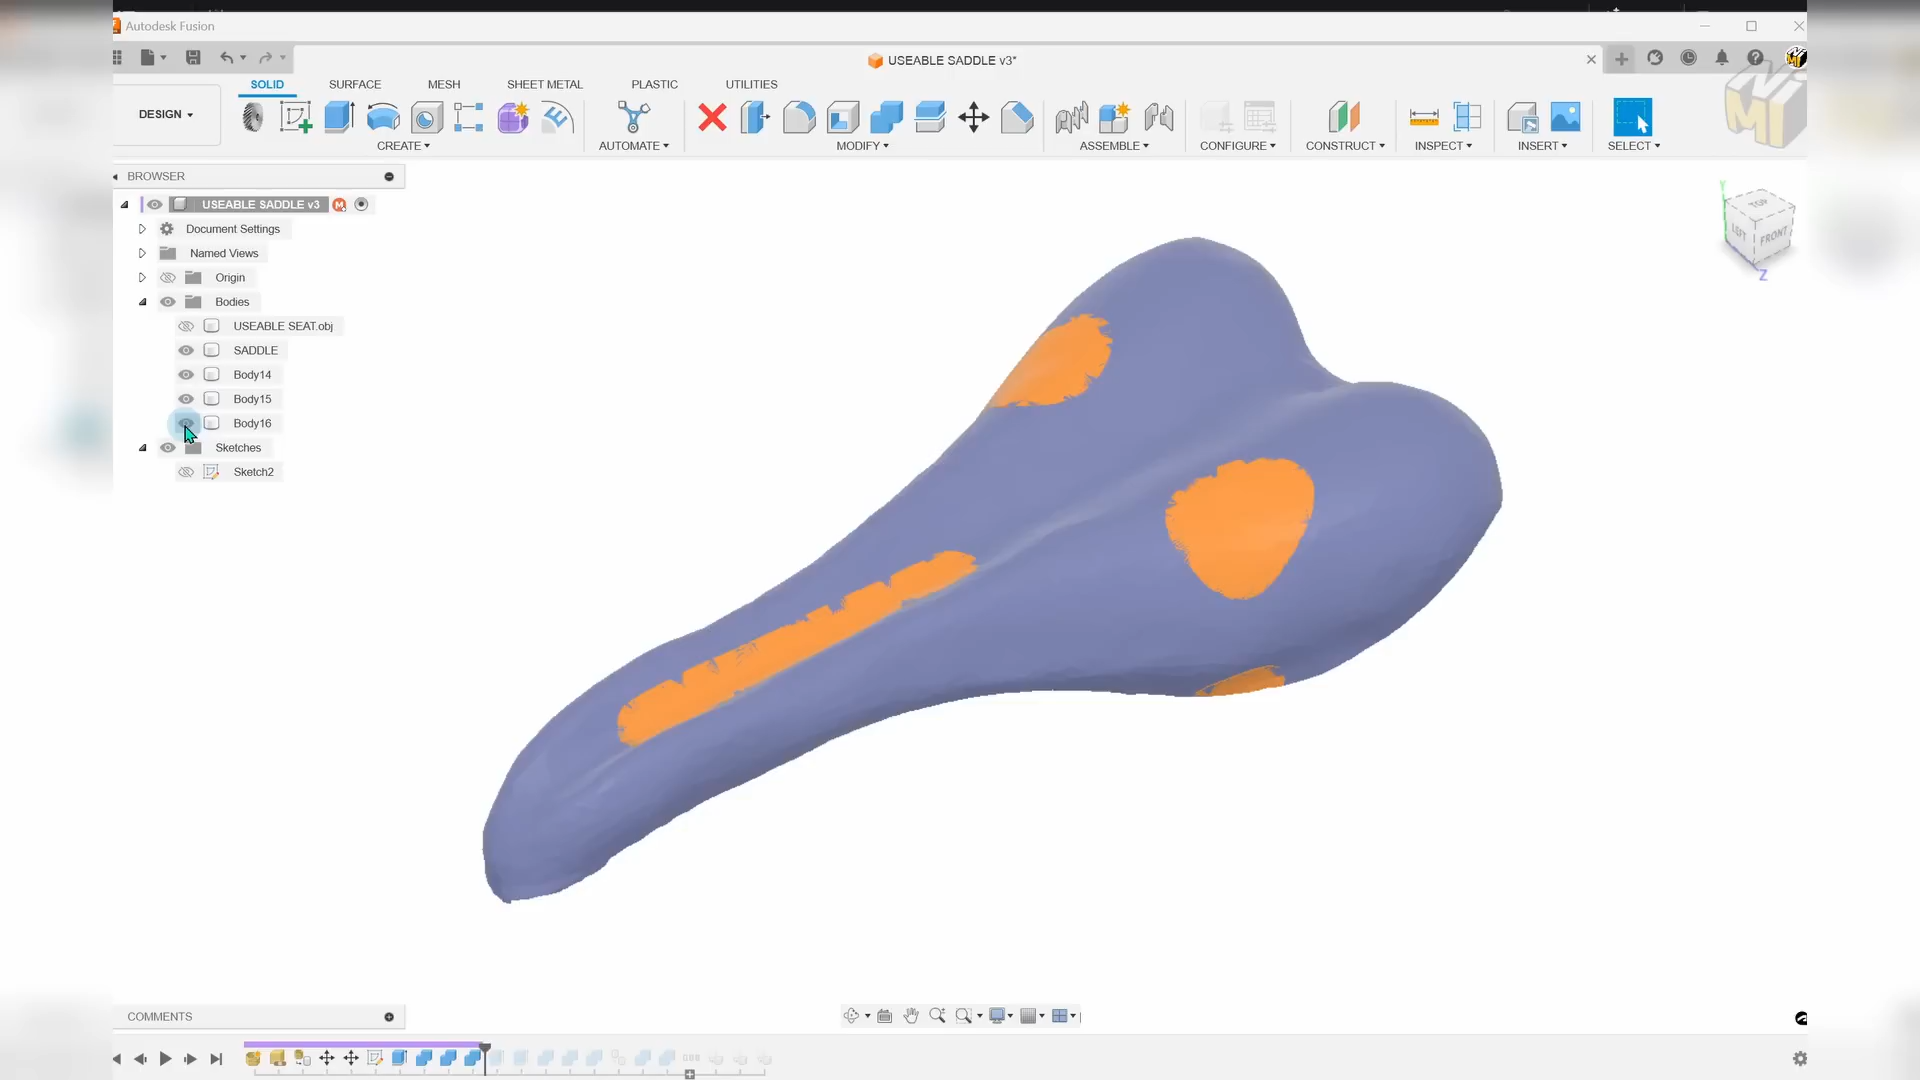 Autodesk Fusion
USEABLE SADDLE v3*
SOLID SURFACE MESH SHEET METAL PLASTIC UTILITIES
DESIGN
CREATE AUTOMATE MODIFY ASSEMBLE CONFIGURE CONSTRUCT INSPECT INSERT SELECT
BROWSER
USEABLE SADDLE v3
Document Settings
Named Views
Origin
Bodies
USEABLE SEAT.obj
SADDLE
Body14
Body15
Body16
Sketches
Sketch2
Y
TOP
LEFT FRONT
Z
COMMENTS